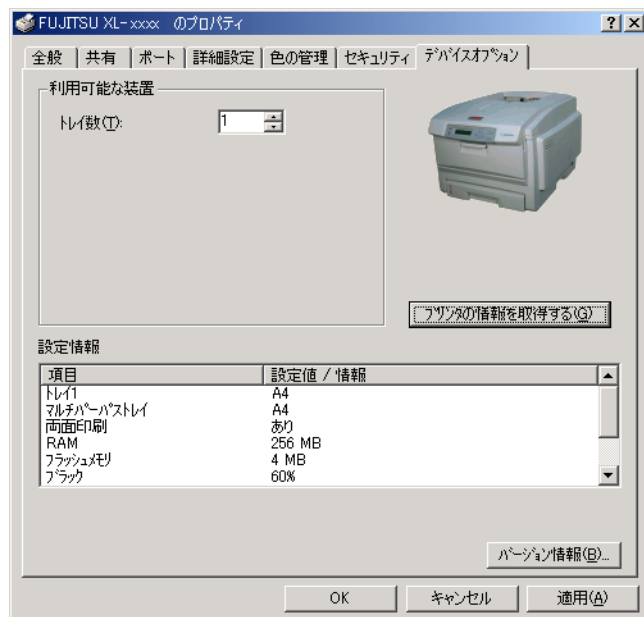 FUJITSU XL-xxxx のプロパティ
全般 共有 ポート 詳細設定 色の管理 セキュリティ デバイスオプション
利用可能な装置
トレイ数(T): 1
プリンタの情報を取得する(G)
設定情報
項目 設定値 / 情報
トレイ1 A4
マルチパーパストレイ A4
両面印刷 あり
RAM 256 MB
フラッシュメモリ 4 MB
ブラック 60%
バージョン情報(B)...
OK キャンセル 適用(A)